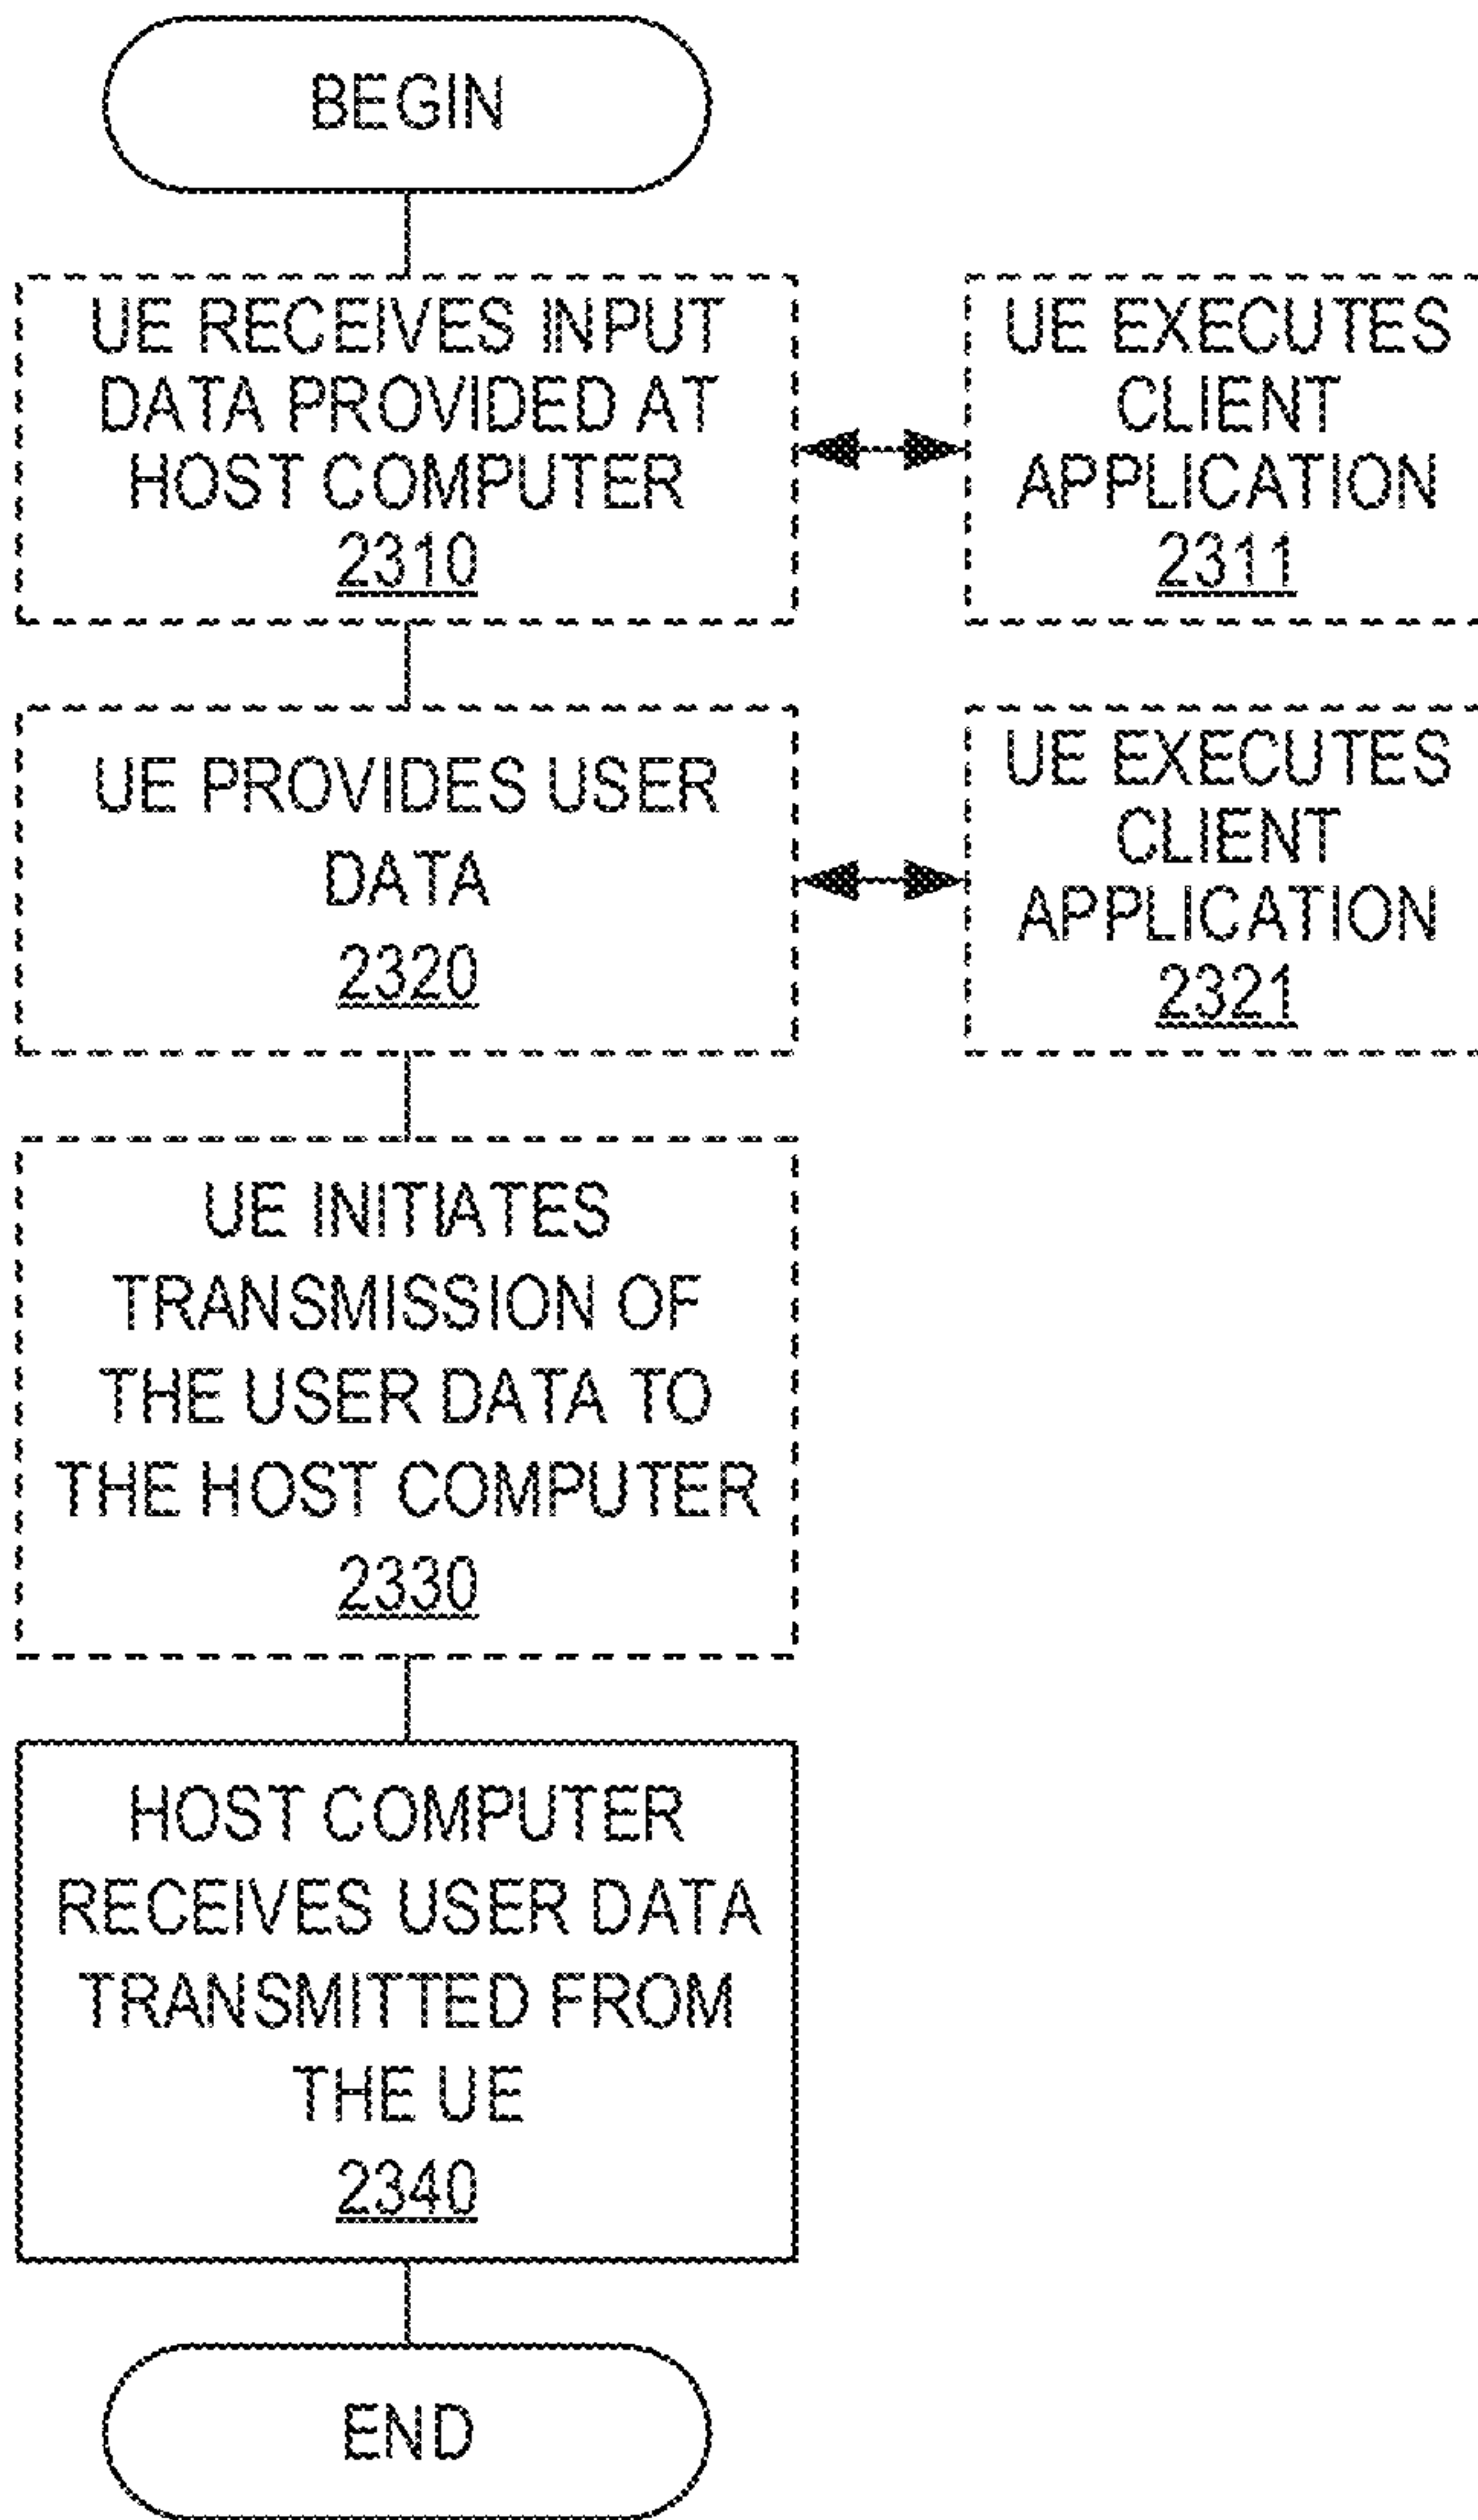 BEGIN
UE RECEIVES INPUT
DATA PROVIDED AT
HOST COMPUTER
2310
UE EXECUTES
CLIENT
APPLICATION
2311
UE PROVIDES USER
DATA
2320
UE EXECUTES
CLIENT
APPLICATION
2321
UE INITIATES
TRANSMISSION OF
THE USER DATA TO
THE HOST COMPUTER
2330
HOST COMPUTER
RECEIVES USER DATA
TRANSMITTED FROM
THE UE
2340
END